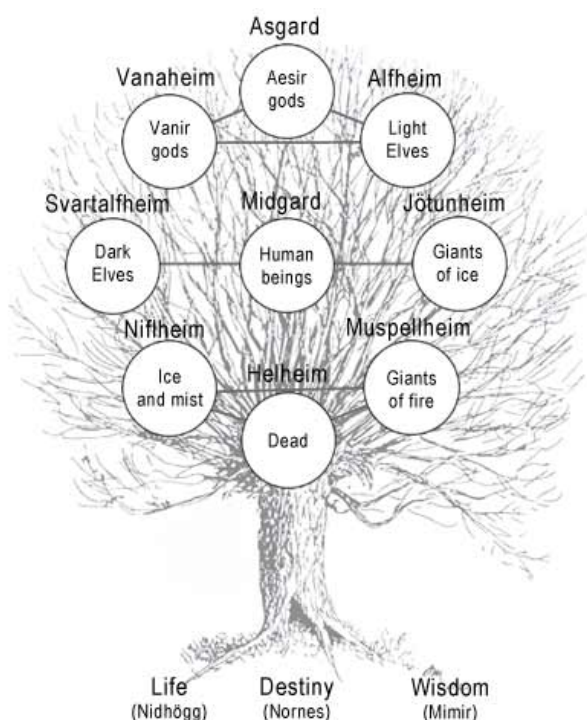 Asgard
Aesir
gods
Vanaheim
Vanir
gods
Alfheim
Light
Elves
Svartalfheim
Dark
Elves
Midgard
Human
beings
Jötunheim
Giants
of ice
Niflheim
Ice
and mist
Helheim
Dead
Muspellheim
Giants
of fire
Life
(Nidhögg)
Destiny
(Nornes)
Wisdom
(Mimir)